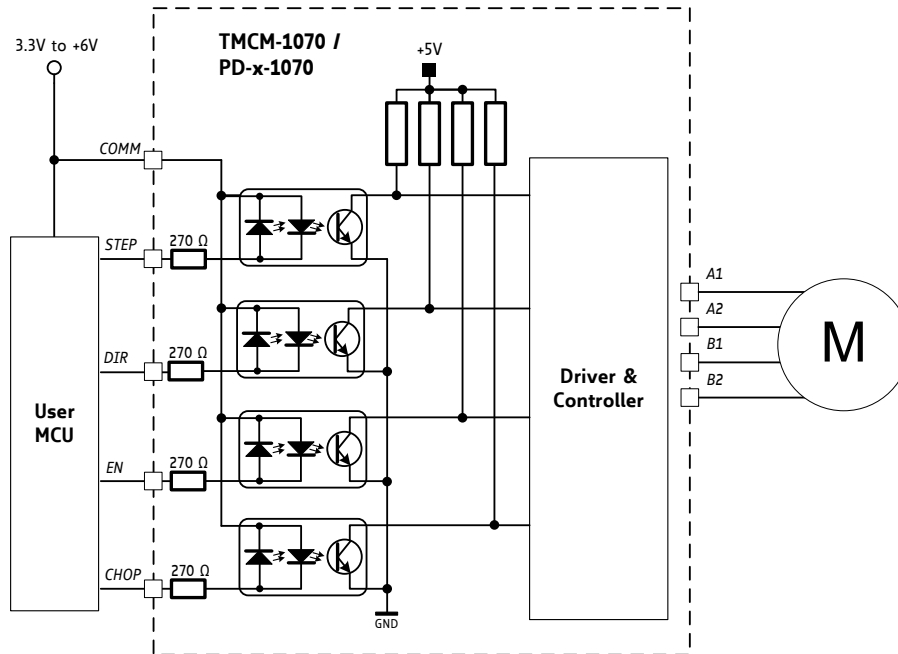 3.3V to +6V
TMCM-1070 /
PD-x-1070
+5V
COMM
STEP
270 Ω
DIR
270 Ω
EN
270 Ω
CHOP
270 Ω
User
MCU
GND
Driver &
Controller
A1
A2
B1
B2
M